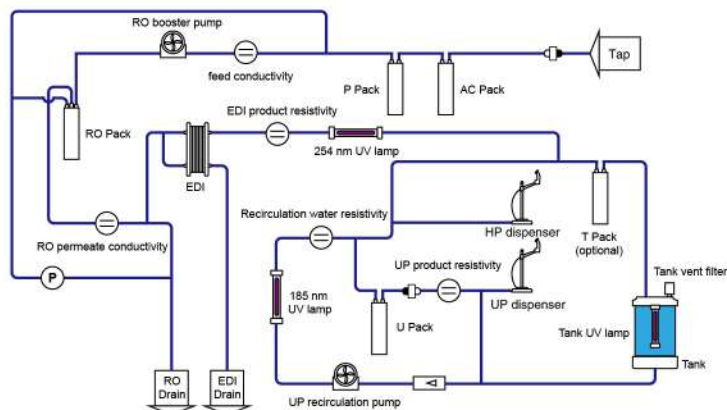 RO booster pump
feed conductivity
P Pack
AC Pack
Tap
RO Pack
EDI product resistivity
254 nm UV lamp
EDI
RO permeate conductivity
Recirculation water resistivity
HP dispenser
T Pack
(optional)
P
UP product resistivity
185 nm
UV lamp
UP dispenser
U Pack
Tank vent filter
Tank UV lamp
Tank
RO
Drain
EDI
Drain
UP recirculation pump